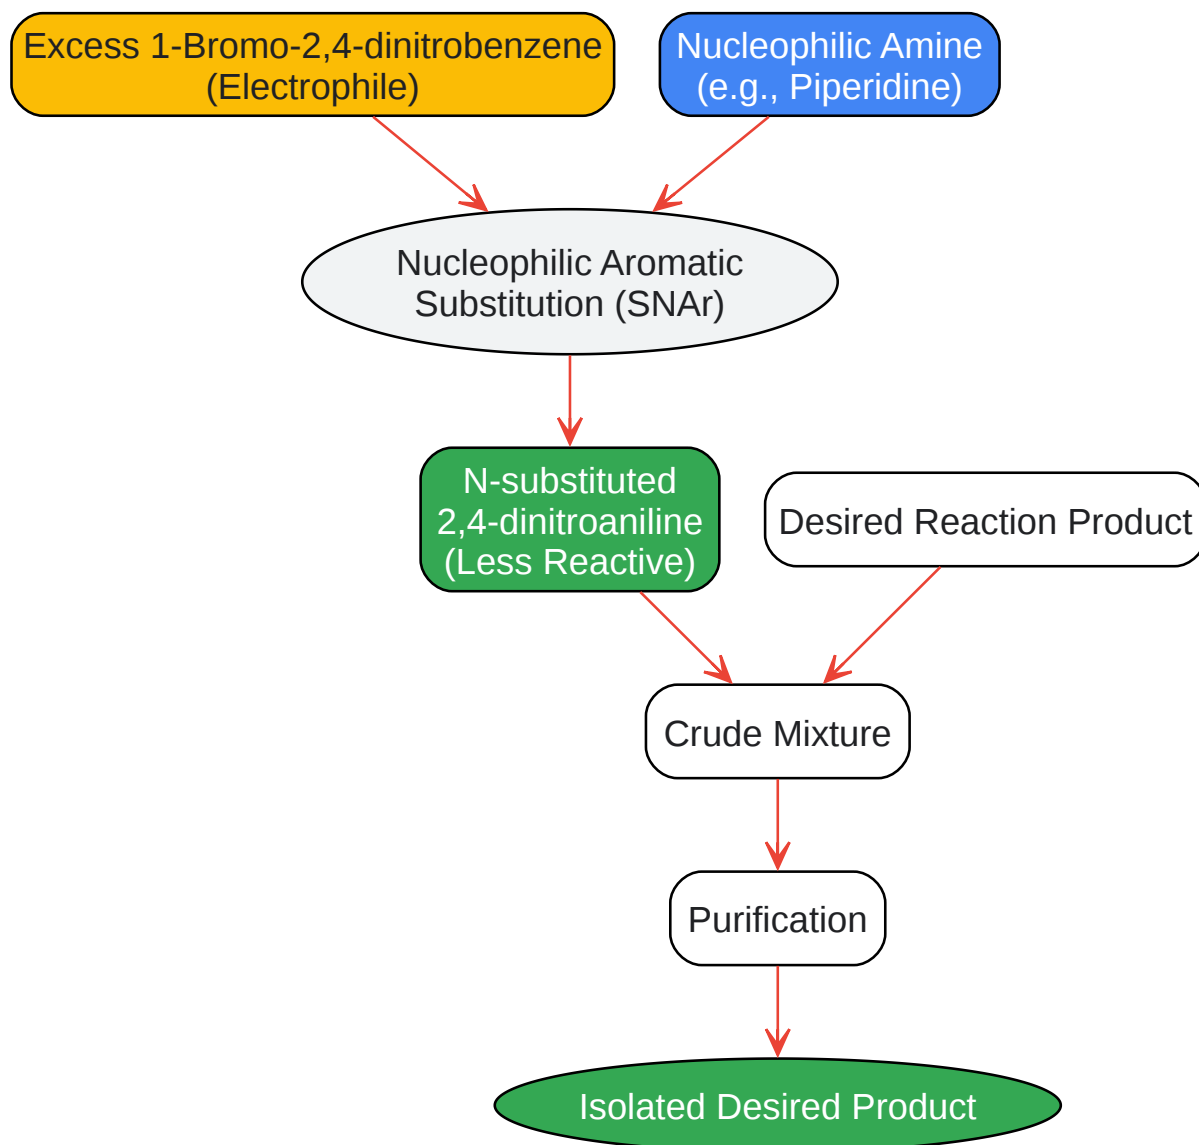 Excess 1-Bromo-2,4-dinitrobenzene
(Electrophile)
Nucleophilic Amine
(e.g., Piperidine)
Nucleophilic Aromatic
Substitution (SNAr)
N-substituted
2,4-dinitroaniline
(Less Reactive)
Desired Reaction Product
Crude Mixture
Purification
Isolated Desired Product